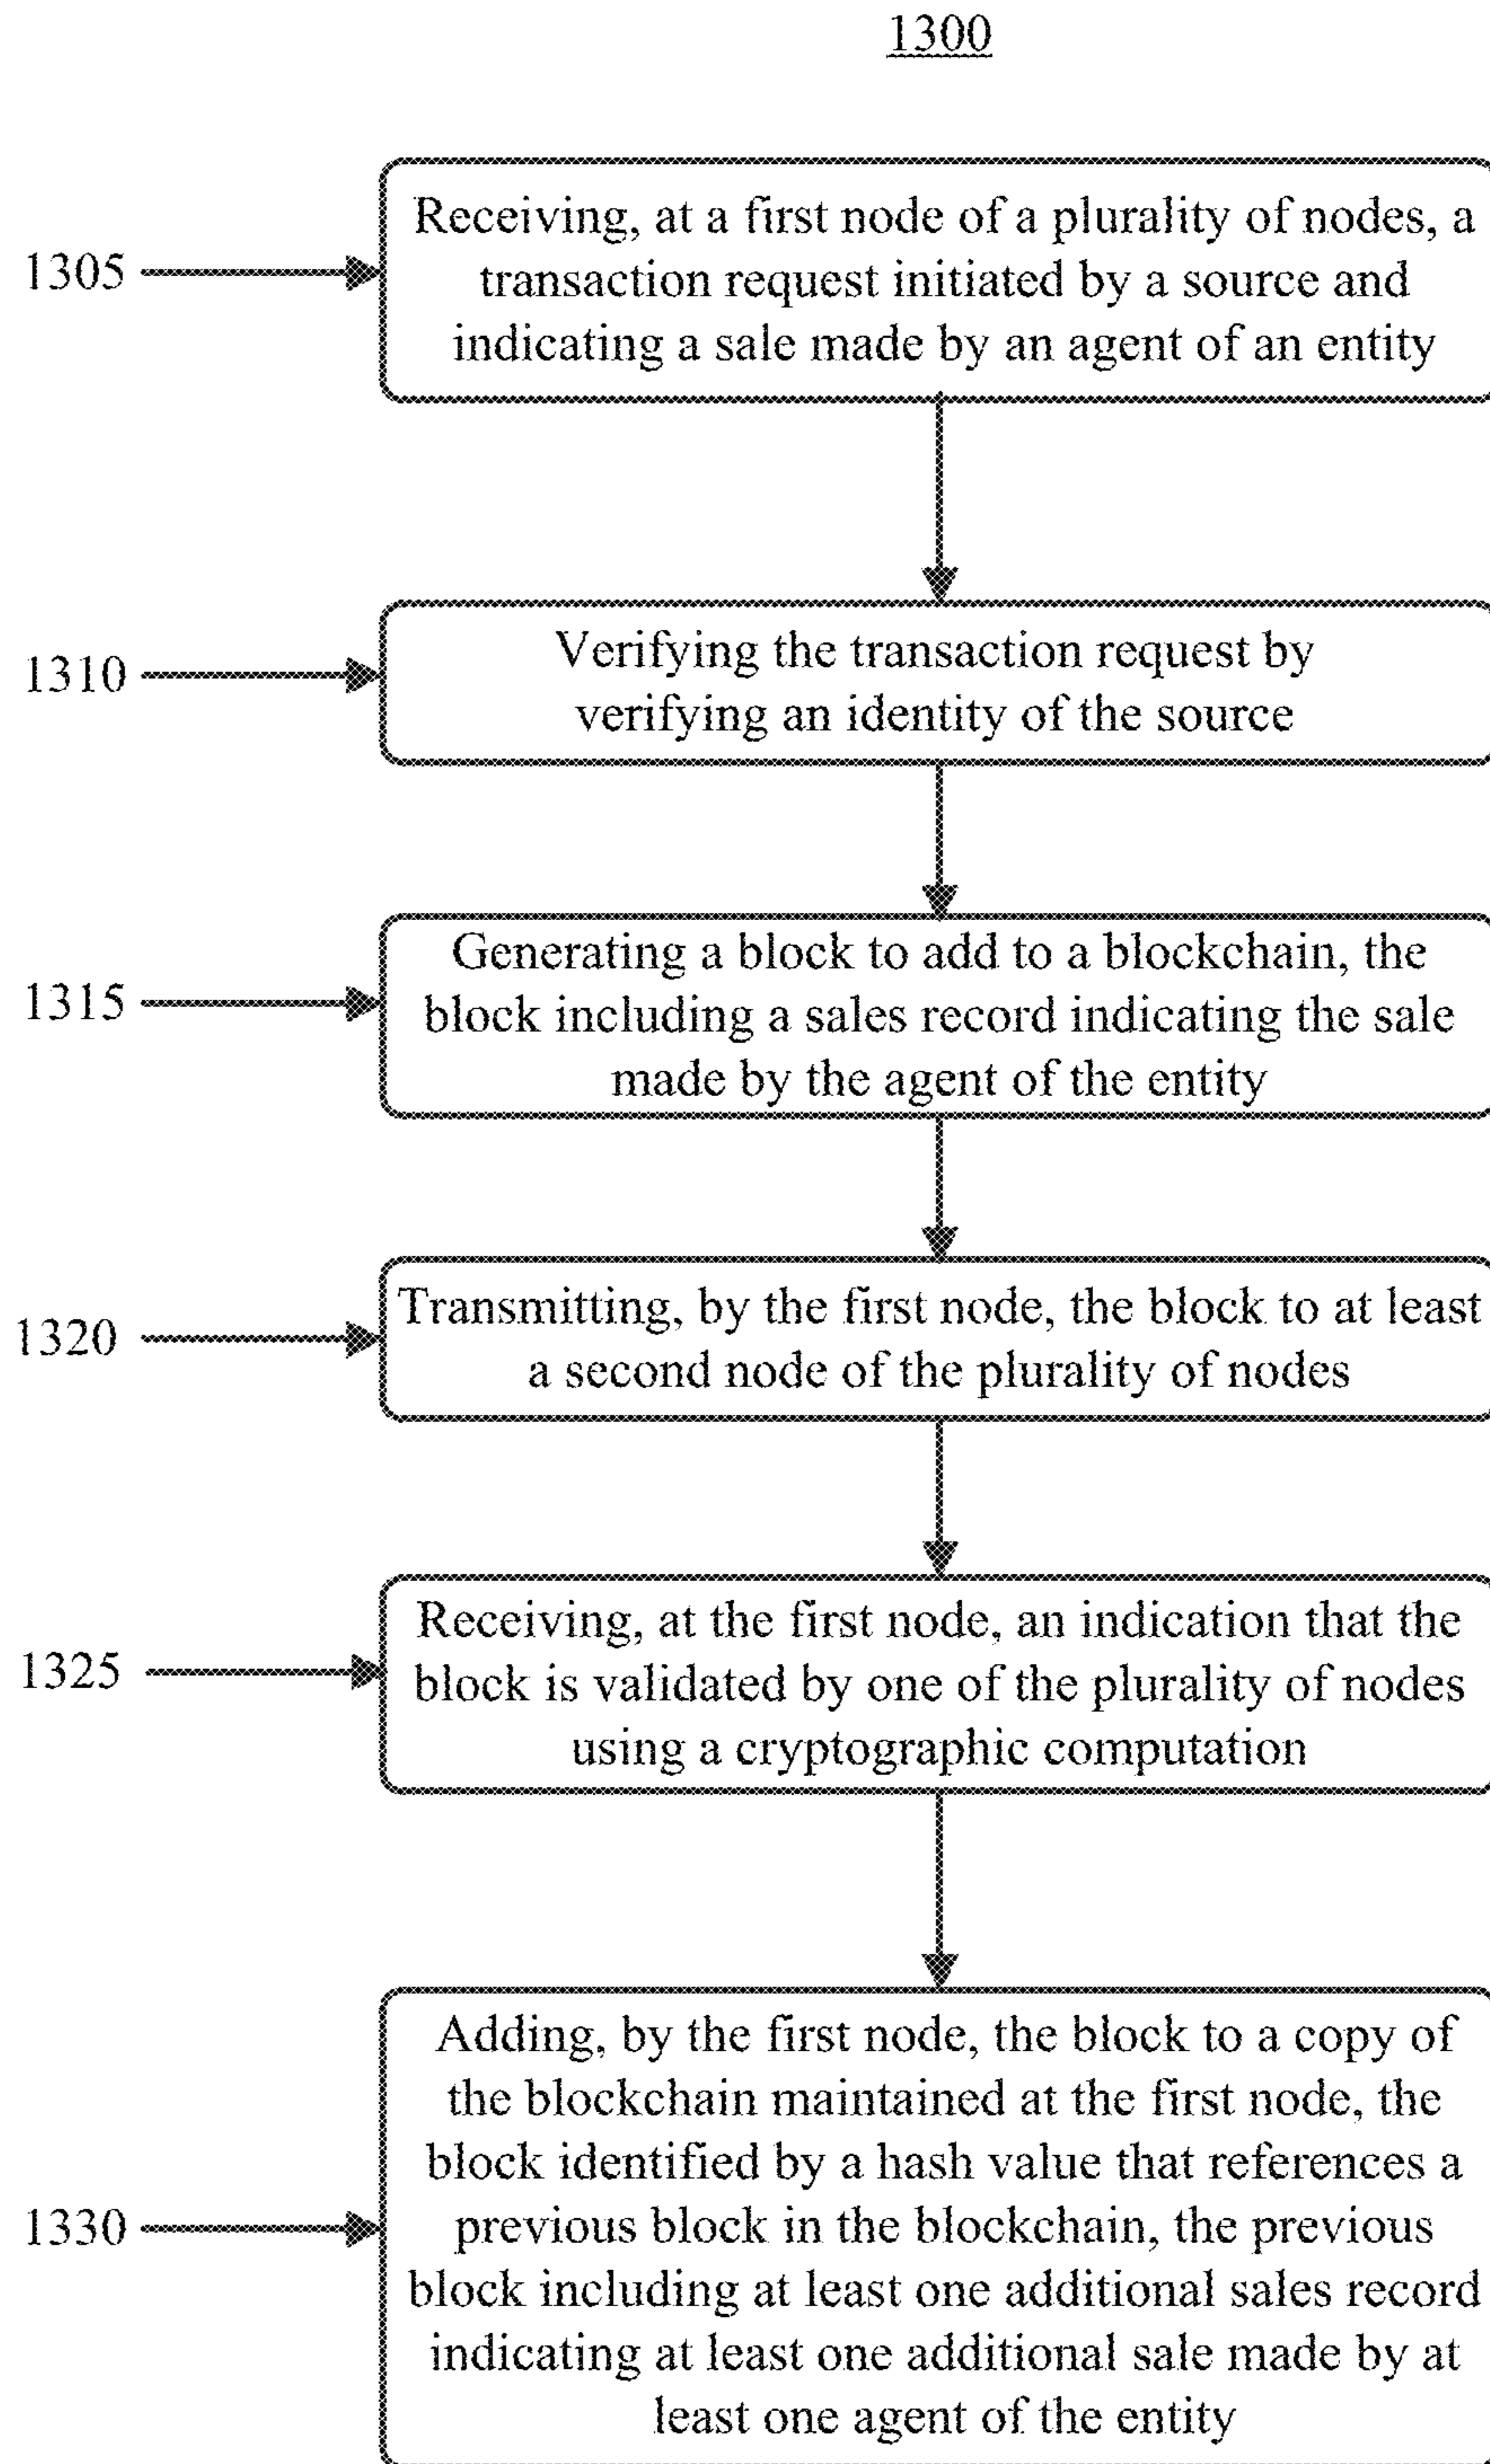 1300
1305
Receiving, at a first node of a plurality of nodes, a
transaction request initiated by a source and
indicating a sale made by an agent of an entity
1310
Verifying the transaction request by
verifying an identity of the source
1315
Generating a block to add to a blockchain, the
block including a sales record indicating the sale
made by the agent of the entity
1320
Transmitting, by the first node, the block to at least
a second node of the plurality of nodes
1325
Receiving, at the first node, an indication that the
block is validated by one of the plurality of nodes
using a cryptographic computation
1330
Adding, by the first node, the block to a copy of
the blockchain maintained at the first node, the
block identified by a hash value that references a
previous block in the blockchain, the previous
block including at least one additional sales record
indicating at least one additional sale made by at
least one agent of the entity